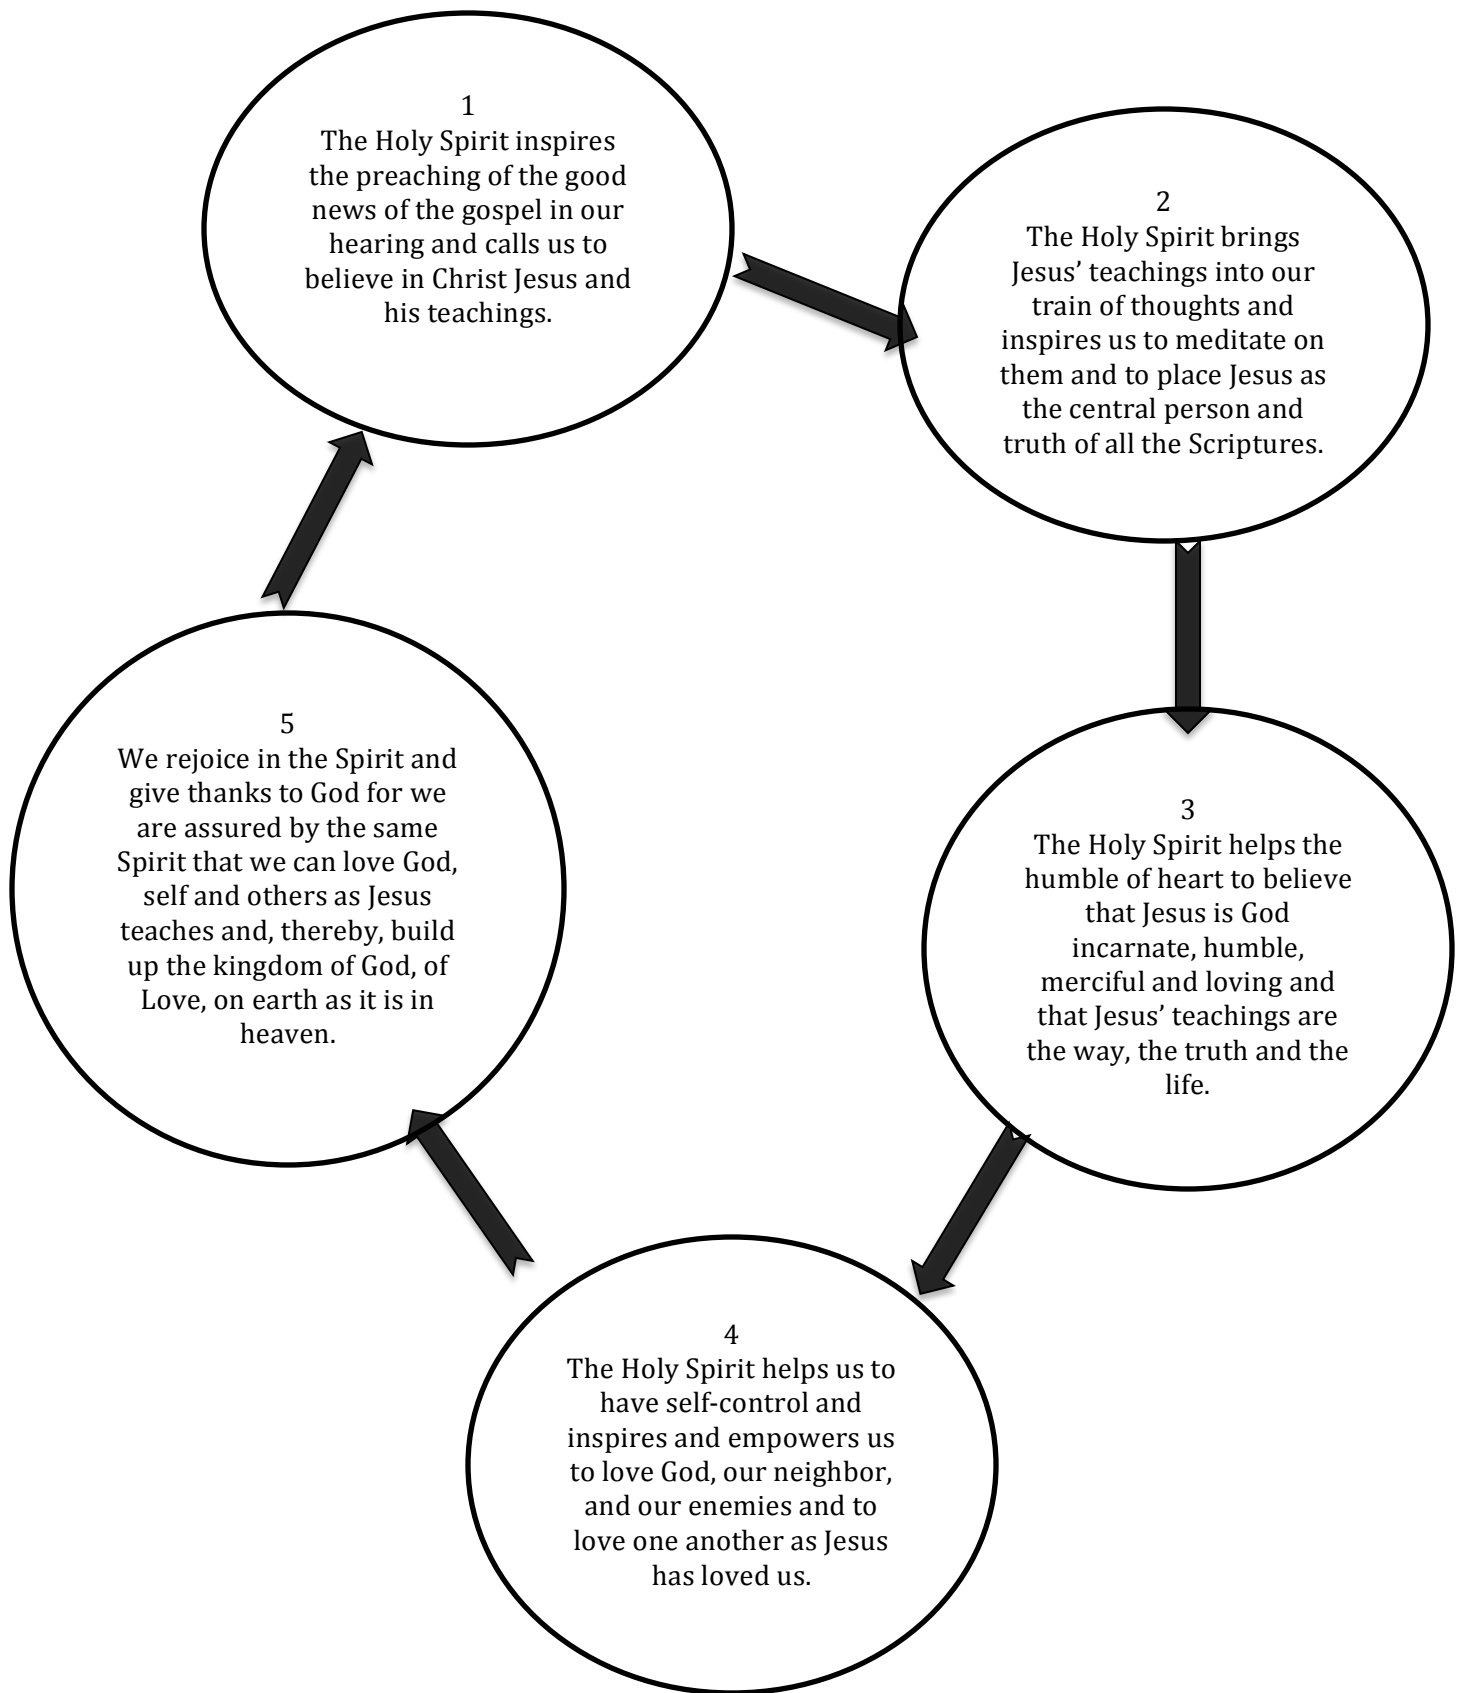 1
The Holy Spirit inspires
the preaching of the good
news of the gospel in our
hearing and calls us to
believe in Christ Jesus and
his teachings.
2
The Holy Spirit brings
Jesus’ teachings into our
train of thoughts and
inspires us to meditate on
them and to place Jesus as
the central person and
truth of all the Scriptures.
3
The Holy Spirit helps the
humble of heart to believe
that Jesus is God
incarnate, humble,
merciful and loving and
that Jesus’ teachings are
the way, the truth and the
life.
4
The Holy Spirit helps us to
have self-control and
inspires and empowers us
to love God, our neighbor,
and our enemies and to
love one another as Jesus
has loved us.
5
We rejoice in the Spirit and
give thanks to God for we
are assured by the same
Spirit that we can love God,
self and others as Jesus
teaches and, thereby, build
up the kingdom of God, of
Love, on earth as it is in
heaven.